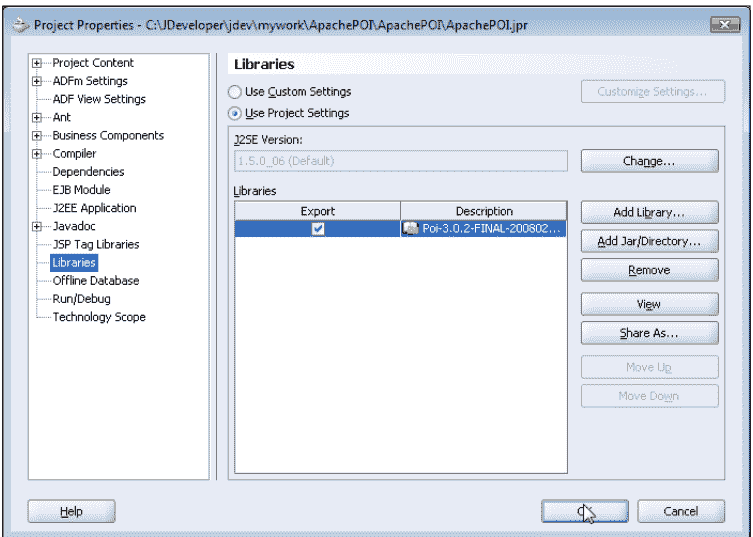 Project Properties - C:\JDeveloper\jdev\mywork\ApachePOI\ApachePOI\ApachePOI.jpr
Project Content
ADFm Settings
ADF View Settings
Ant
Business Components
Compiler
Dependencies
EJB Module
J2EE Application
Javadoc
JSP Tag Libraries
Libraries
Offline Database
Run/Debug
Technology Scope
Libraries
Use Custom Settings
Customize Settings...
Use Project Settings
J2SE Version:
1.5.0_06 (Default)
Change...
Libraries
Export Description
Poi-3.0.2-FINAL-200802...
Add Library...
Add Jar/Directory...
Remove
View
Share As...
Move Up
Move Down
Help
Cancel